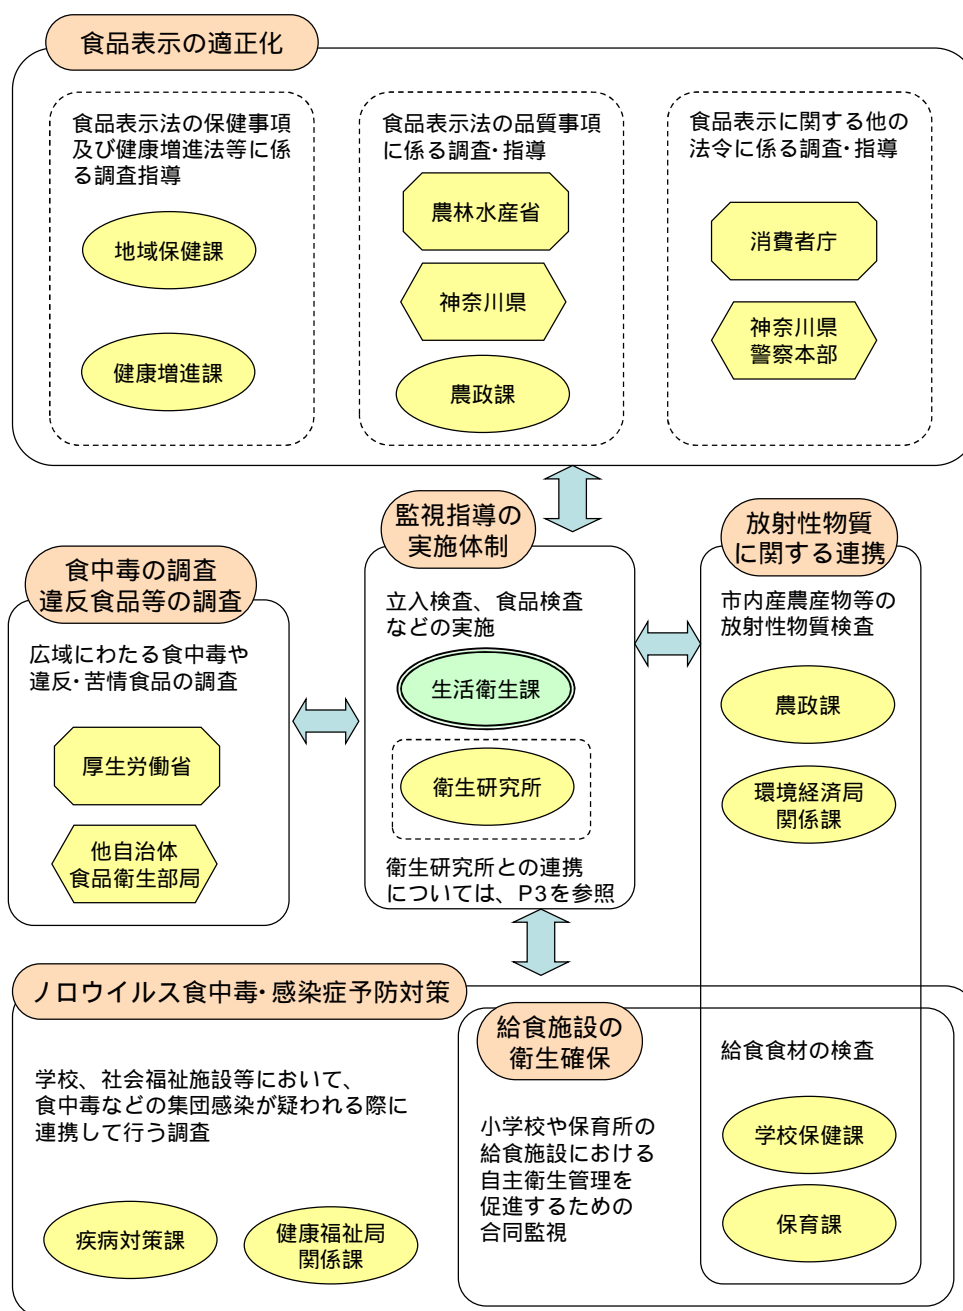 食品表示の適正化
食品表示法の保健事項
及び健康増進法等に係
る調査指導
地域保健課
健康増進課
食品表示法の品質事項
に係る調査・指導
農林水産省
神奈川県
農政課
食品表示に関する他の
法令に係る調査・指導
消費者庁
神奈川県
警察本部
食中毒の調査
違反食品等の調査
広域にわたる食中毒や
違反・苦情食品の調査
厚生労働省
他自治体
食品衛生部局
監視指導の
実施体制
立入検査、食品検査
などの実施
生活衛生課
衛生研究所
衛生研究所との連携
については、P3を参照
放射性物質
に関する連携
市内産農産物等の
放射性物質検査
農政課
環境経済局
関係課
ノロウイルス食中毒・感染症予防対策
学校、社会福祉施設等において、
食中毒などの集団感染が疑われる際に
連携して行う調査
疾病対策課
健康福祉局
関係課
給食施設の
衛生確保
小学校や保育所の
給食施設における
自主衛生管理を
促進するための
合同監視
給食食材の検査
学校保健課
保育課